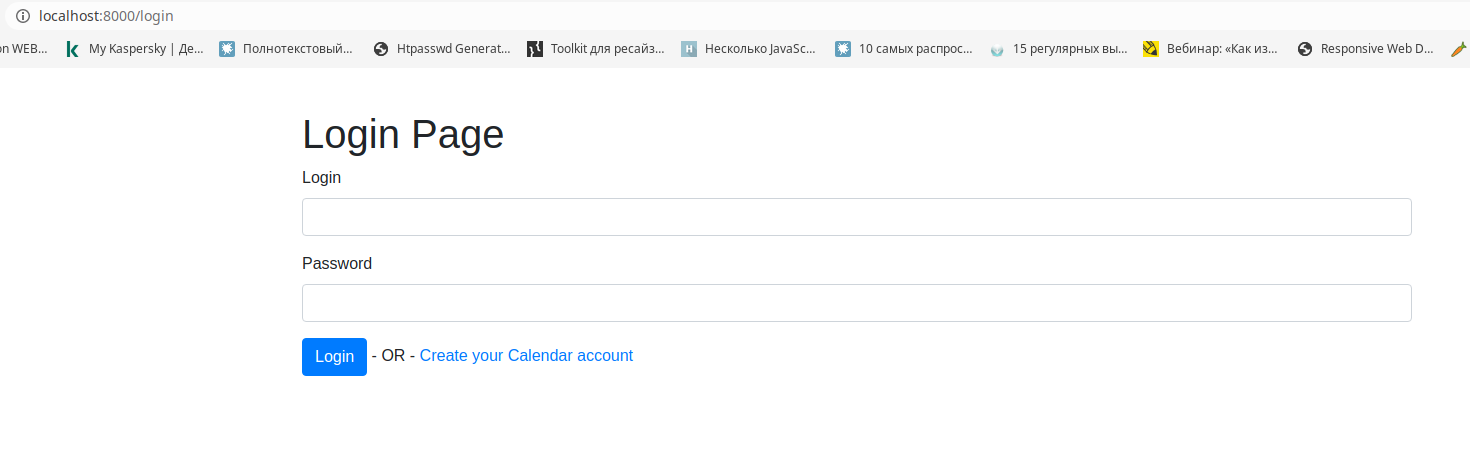 localhost:8000/login
on WEB... My Kaspersky | Де... Полнотекстовый... Htpasswd Generat... Toolkit для ресайз... Несколько JavaSc... 10 самых распрос... 15 регулярных вы... Вебинар: «Как из... Responsive Web D...
Login Page
Login
Password
Login - OR - Create your Calendar account